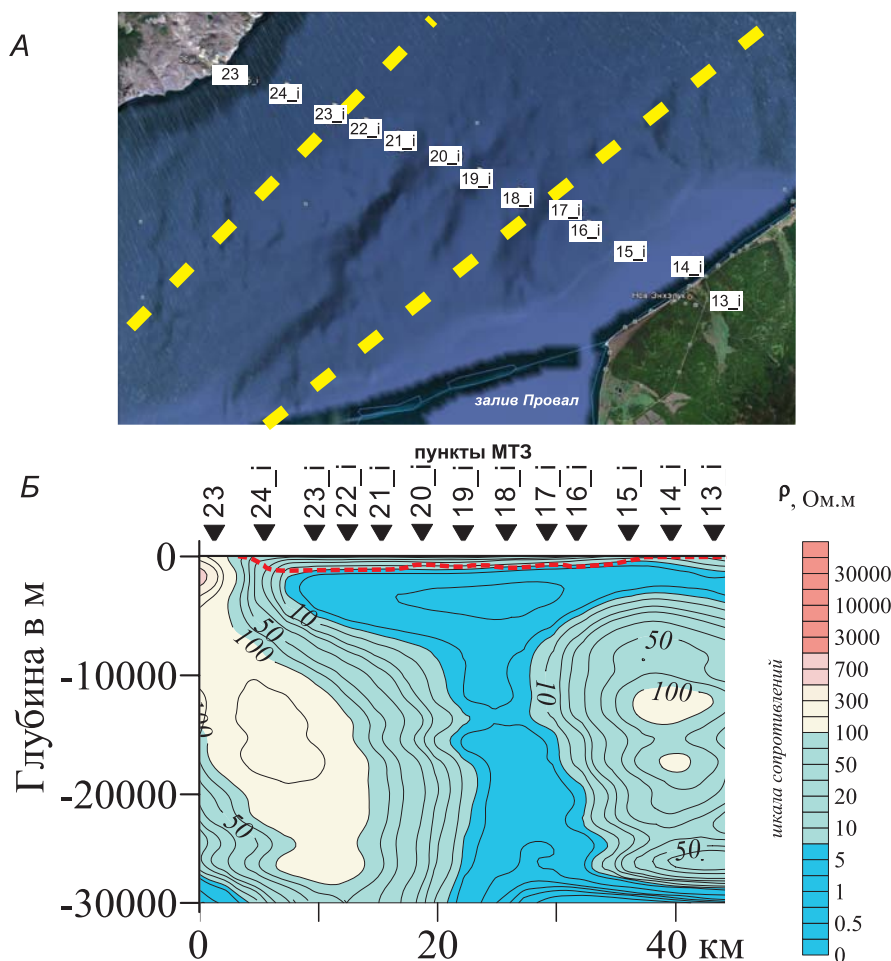 А
23
24_i
23_i
22_i
21_i
20_i
19_i
18_i
17_i
16_i
15_i
14_i
13_i
залив Провал
Б
пункты МТЗ
23 24_i 23_i 22_i 21_i 20_i 19_i 18_i 17_i 16_i 15_i 14_i 13_i
ρ, Ом.м
Глубина в м
0
-10000
-20000
-30000
0 20 40 км
10
50
100
100
50
10
50
100
50
шкала сопротивлений
30000
10000
3000
700
300
100
50
20
10
5
1
0.5
0